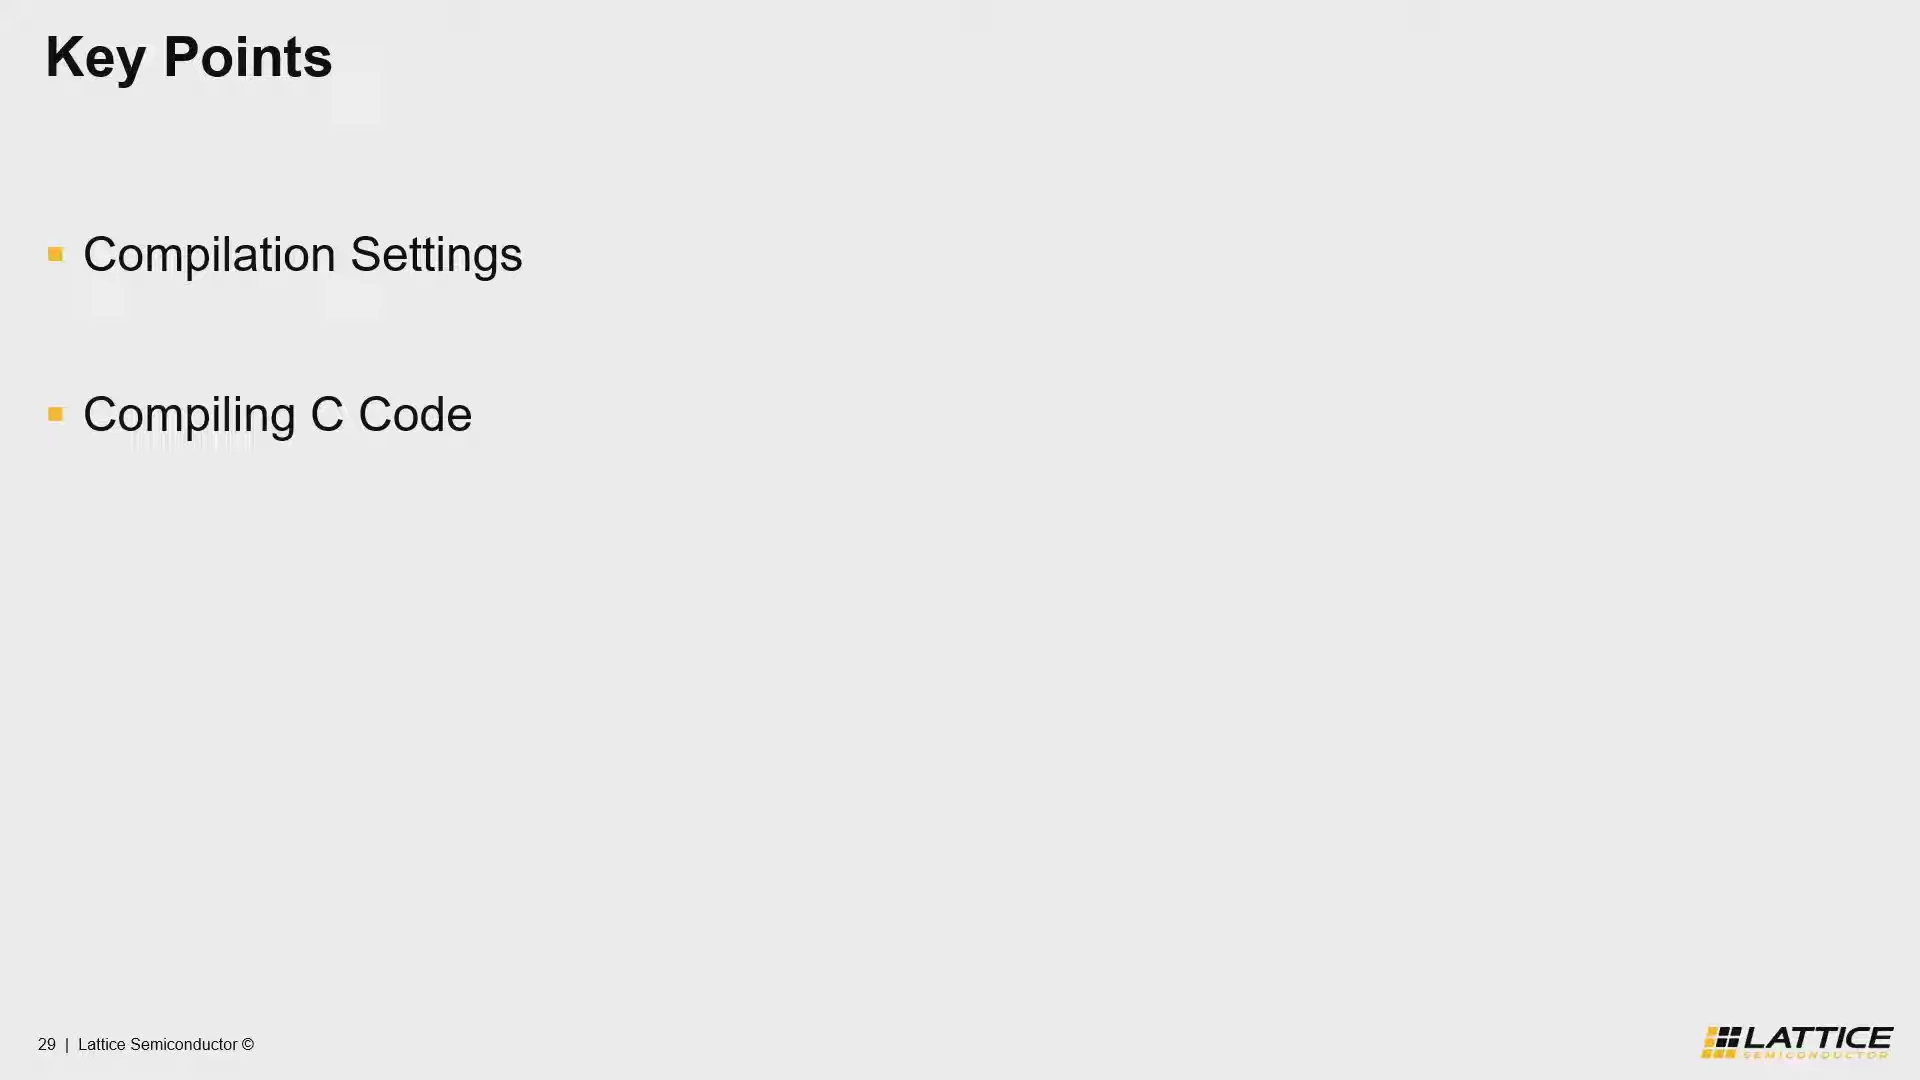 Key Points
Compilation Settings
Compiling C Code
29 | Lattice Semiconductor ©
LATTICE
SEMICONDUCTOR